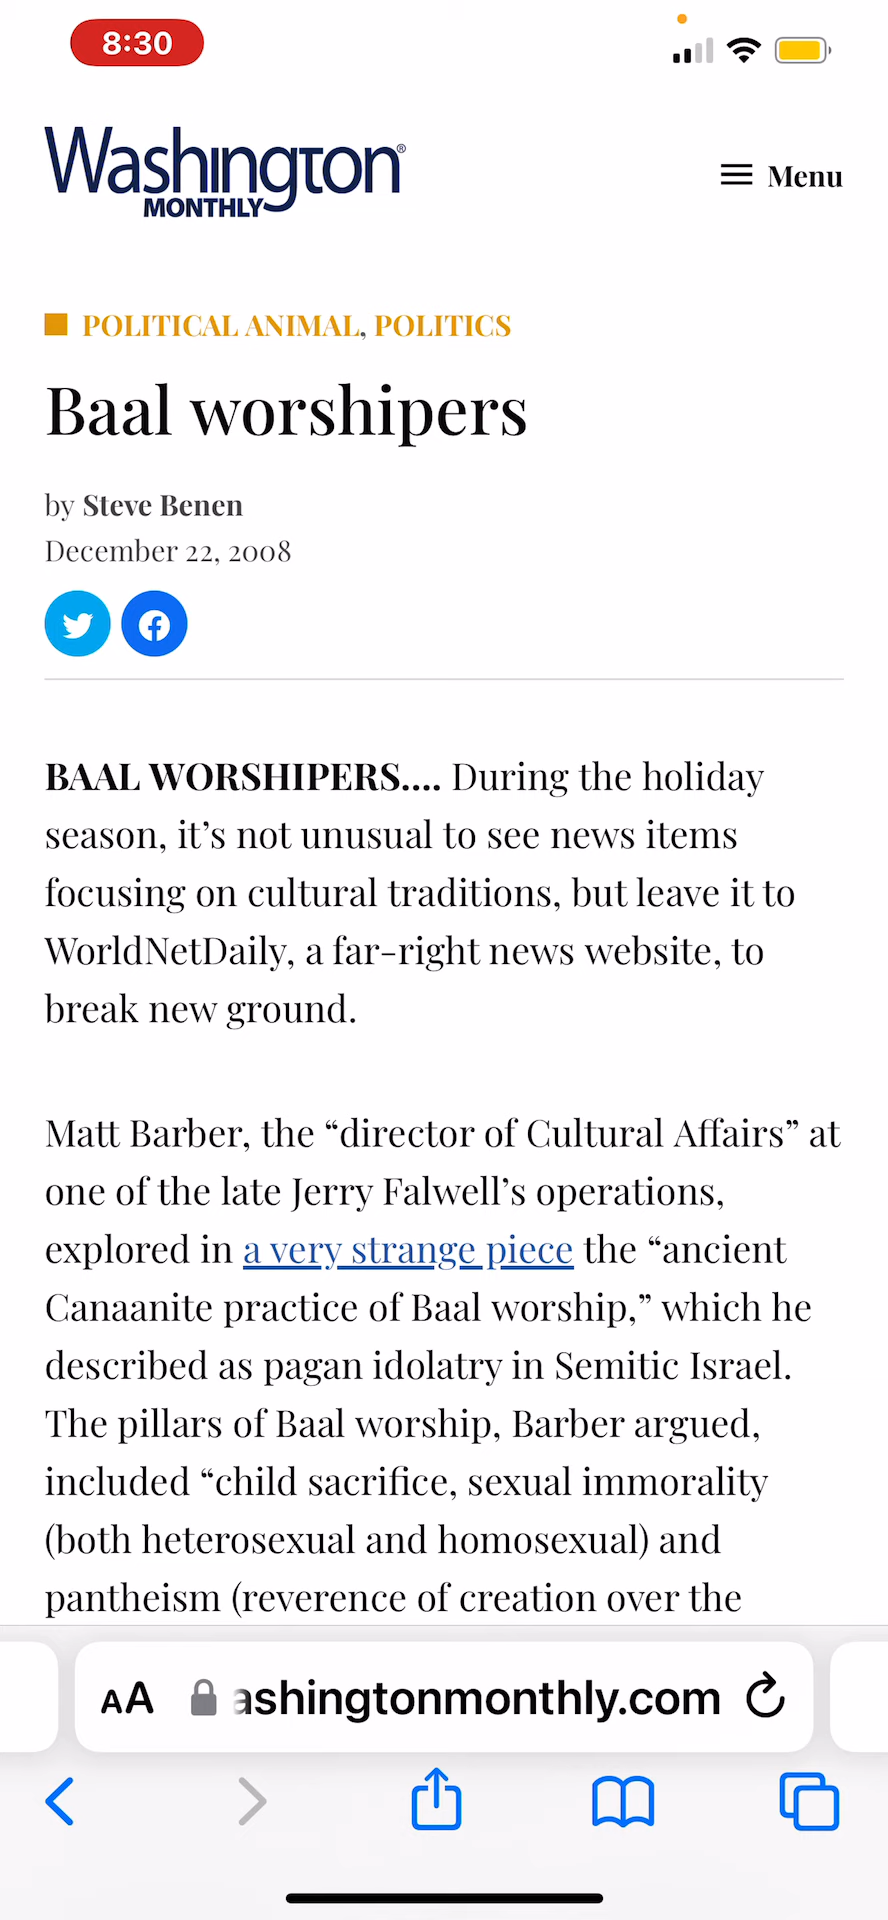 8:30
Washington®
MONTHLY
Menu
POLITICAL ANIMAL, POLITICS
Baal worshipers
by Steve Benen
December 22, 2008
BAAL WORSHIPERS…. During the holiday
season, it’s not unusual to see news items
focusing on cultural traditions, but leave it to
WorldNetDaily, a far-right news website, to
break new ground.
Matt Barber, the “director of Cultural Affairs” at
one of the late Jerry Falwell’s operations,
explored in a very strange piece the “ancient
Canaanite practice of Baal worship,” which he
described as pagan idolatry in Semitic Israel.
The pillars of Baal worship, Barber argued,
included “child sacrifice, sexual immorality
(both heterosexual and homosexual) and
pantheism (reverence of creation over the
AA ashingtonmonthly.com